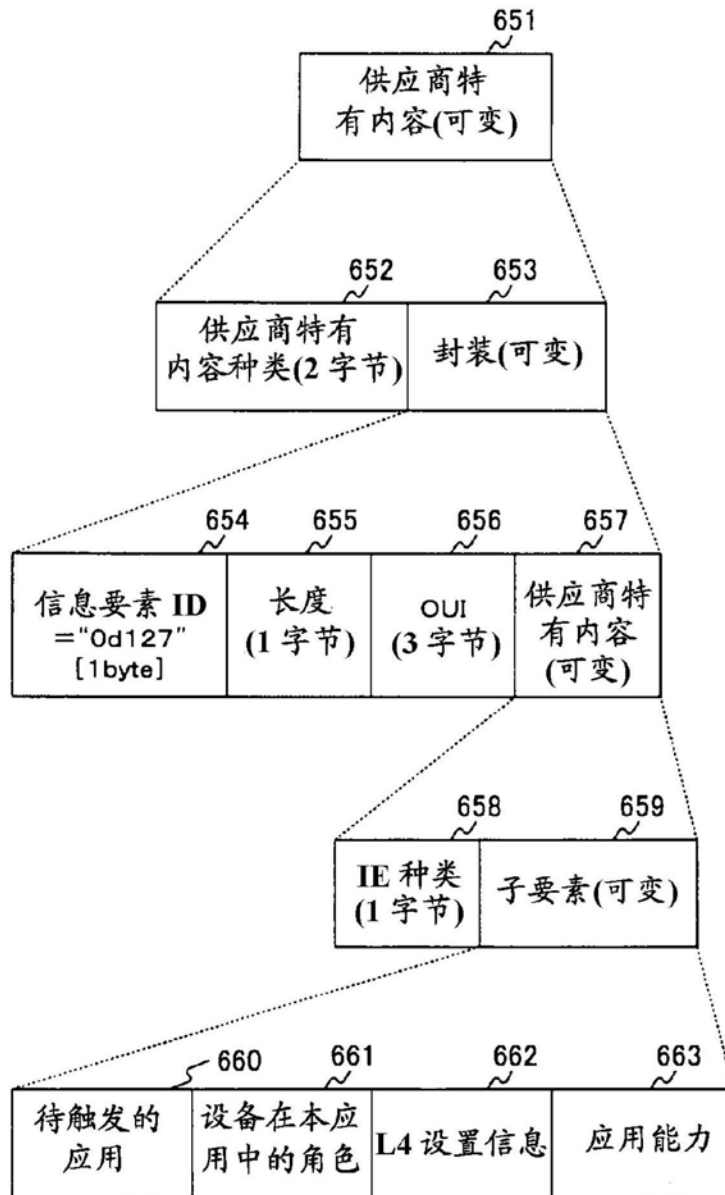 651
供应商特
有内容(可变)
652
653
供应商特有
内容种类(2 字节)
封装(可变)
654
655
656
657
信息要素 ID
="0d127"
[1byte]
长度
(1 字节)
OUI
(3 字节)
供应商特
有内容
(可变)
658
659
IE 种类
(1 字节)
子要素(可变)
660
661
662
663
待触发的
应用
设备在本应
用中的角色
L4 设置信息
应用能力